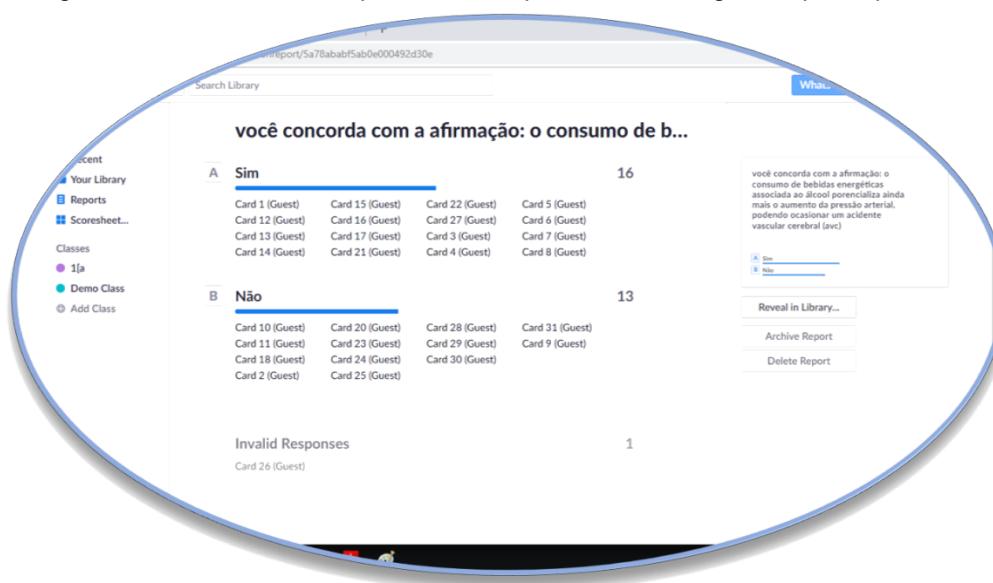 report/5a78ababf5ab0e000492d30e
Search Library
você concorda com a afirmação: o consumo de b...
Your Library
Reports
Scoresheet...
Classes
1[a
Demo Class
Add Class
A Sim 16
Card 1 (Guest) Card 15 (Guest) Card 22 (Guest) Card 5 (Guest)
Card 12 (Guest) Card 16 (Guest) Card 27 (Guest) Card 6 (Guest)
Card 13 (Guest) Card 17 (Guest) Card 3 (Guest) Card 7 (Guest)
Card 14 (Guest) Card 21 (Guest) Card 4 (Guest) Card 8 (Guest)
B Não 13
Card 10 (Guest) Card 20 (Guest) Card 28 (Guest) Card 31 (Guest)
Card 11 (Guest) Card 23 (Guest) Card 29 (Guest) Card 9 (Guest)
Card 18 (Guest) Card 24 (Guest) Card 30 (Guest)
Card 2 (Guest) Card 25 (Guest)
Invalid Responses 1
Card 26 (Guest)
você concorda com a afirmação: o
consumo de bebidas energéticas
associada ao álcool porencializa ainda
mais o aumento da pressão arterial,
podendo ocasionar um acidente
vascular cerebral (avc)
A Sim
B Não
Reveal in Library...
Archive Report
Delete Report